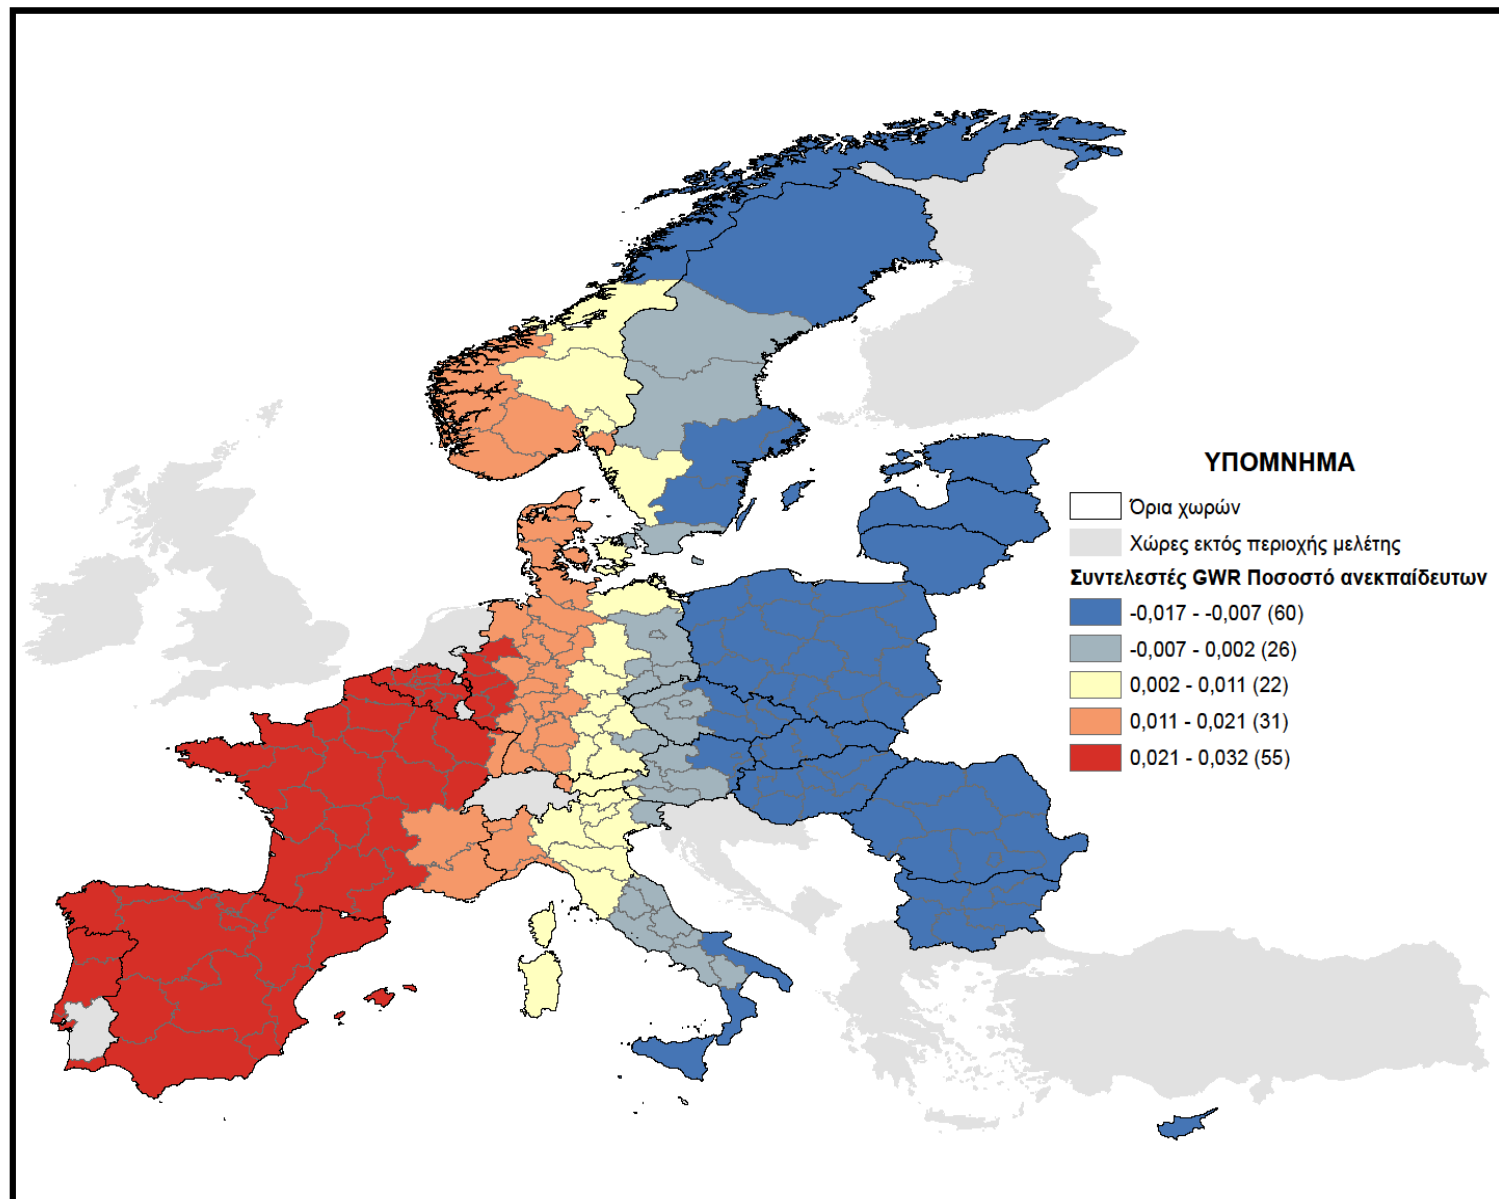 ΥΠΟΜΝΗΜΑ
Όρια χωρών
Χώρες εκτός περιοχής μελέτης
Συντελεστές GWR Ποσοστό ανεκπαίδευτων
-0,017 - -0,007 (60)
-0,007 - 0,002 (26)
0,002 - 0,011 (22)
0,011 - 0,021 (31)
0,021 - 0,032 (55)